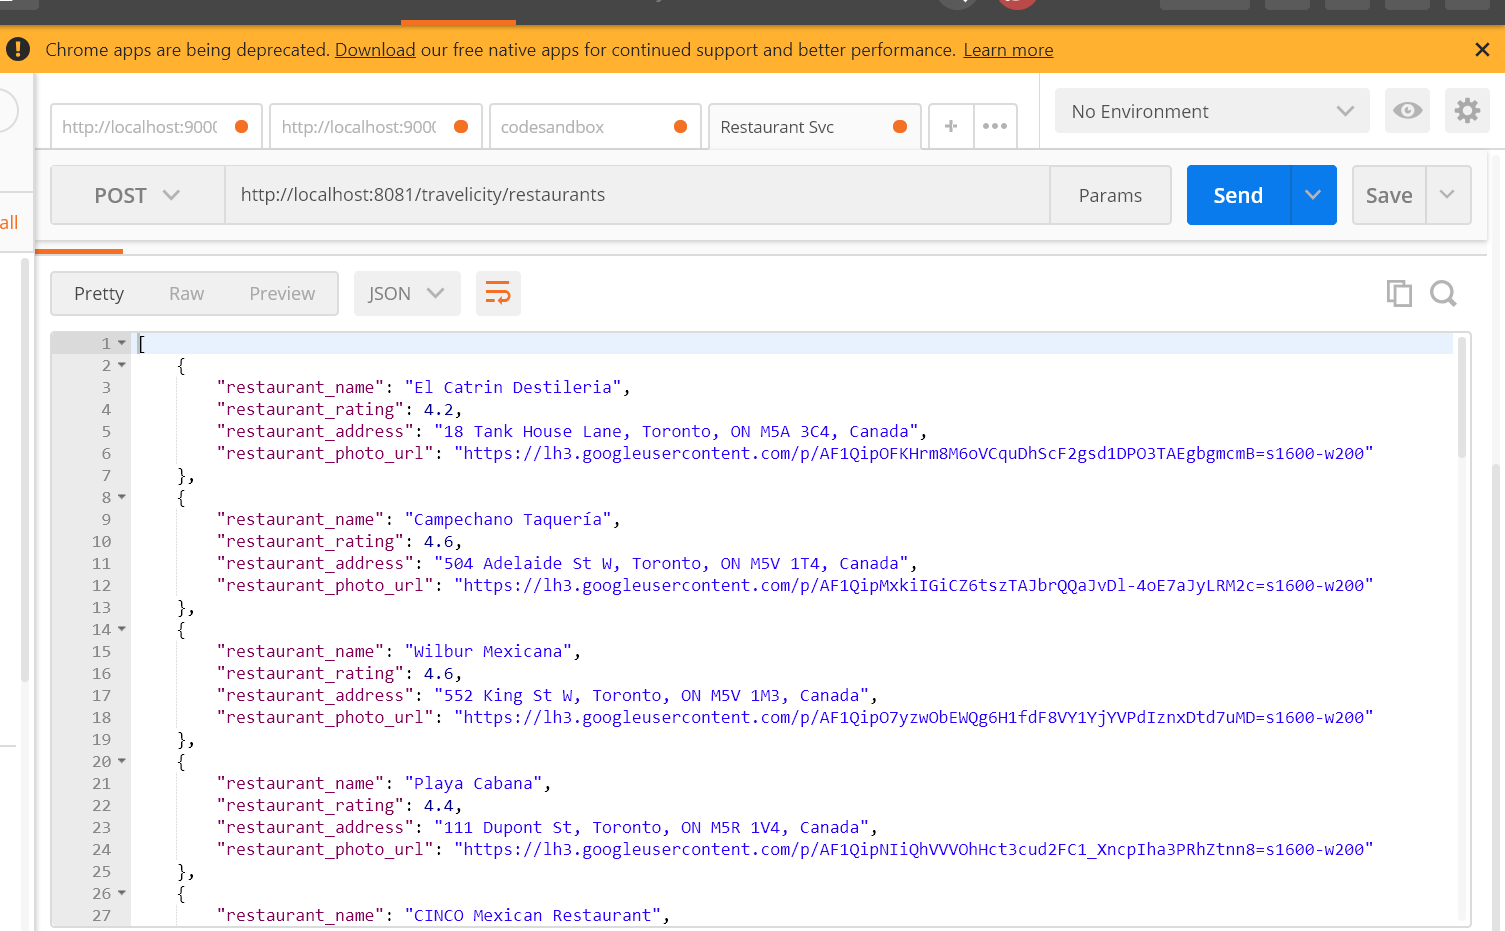 Chrome apps are being deprecated. Download our free native apps for continued support and better performance. Learn more
http://localhost:900
http://localhost:900
codesandbox
Restaurant Svc
+
•••
No Environment
POST
http://localhost:8081/travelicity/restaurants
Params
Send
Save
all
Pretty
Raw
Preview
JSON
1 [
2 {
3 "restaurant_name": "El Catrin Destileria",
4 "restaurant_rating": 4.2,
5 "restaurant_address": "18 Tank House Lane, Toronto, ON M5A 3C4, Canada",
6 "restaurant_photo_url": "https://lh3.googleusercontent.com/p/AF1QipOFKHrm8M6oVCquDhScF2gsd1DPO3TAEgbgmcmB=s1600-w200"
7 },
8 {
9 "restaurant_name": "Campechano Taquería",
10 "restaurant_rating": 4.6,
11 "restaurant_address": "504 Adelaide St W, Toronto, ON M5V 1T4, Canada",
12 "restaurant_photo_url": "https://lh3.googleusercontent.com/p/AF1QipMxkiIGiCZ6tszTAJbrQQaJvDl-4oE7aJyLRM2c=s1600-w200"
13 },
14 {
15 "restaurant_name": "Wilbur Mexicana",
16 "restaurant_rating": 4.6,
17 "restaurant_address": "552 King St W, Toronto, ON M5V 1M3, Canada",
18 "restaurant_photo_url": "https://lh3.googleusercontent.com/p/AF1QipO7yzwObEWQg6H1fdF8VY1YjYVPdIznxDtd7uMD=s1600-w200"
19 },
20 {
21 "restaurant_name": "Playa Cabana",
22 "restaurant_rating": 4.4,
23 "restaurant_address": "111 Dupont St, Toronto, ON M5R 1V4, Canada",
24 "restaurant_photo_url": "https://lh3.googleusercontent.com/p/AF1QipNIiQhVVVOhHct3cud2FC1_XncpIha3PRhZtnn8=s1600-w200"
25 },
26 {
27 "restaurant_name": "CINCO Mexican Restaurant",